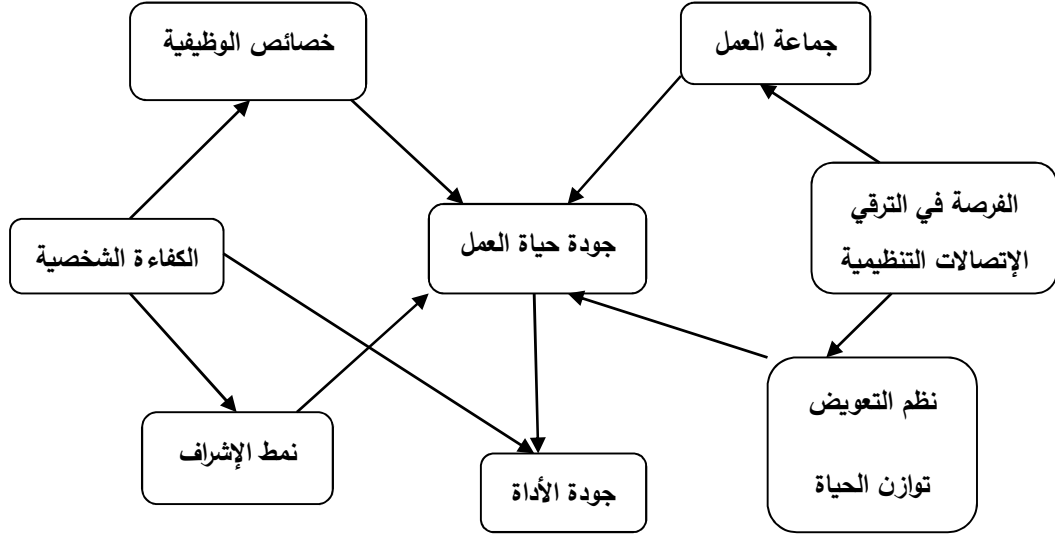 جماعة العمل
خصائص الوظيفية
الفرصة في الترقي
الإتصالات التنظيمية
جودة حياة العمل
الكفاءة الشخصية
نظم التعويض
توازن الحياة
نمط الإشراف
جودة الأداة